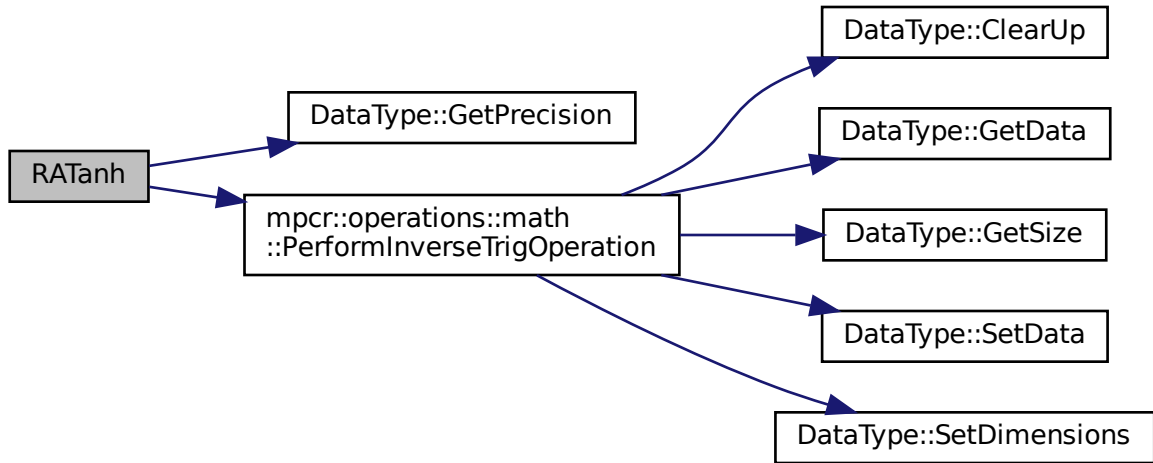 RATanh
DataType::GetPrecision
mpcr::operations::math
::PerformInverseTrigOperation
DataType::ClearUp
DataType::GetData
DataType::GetSize
DataType::SetData
DataType::SetDimensions